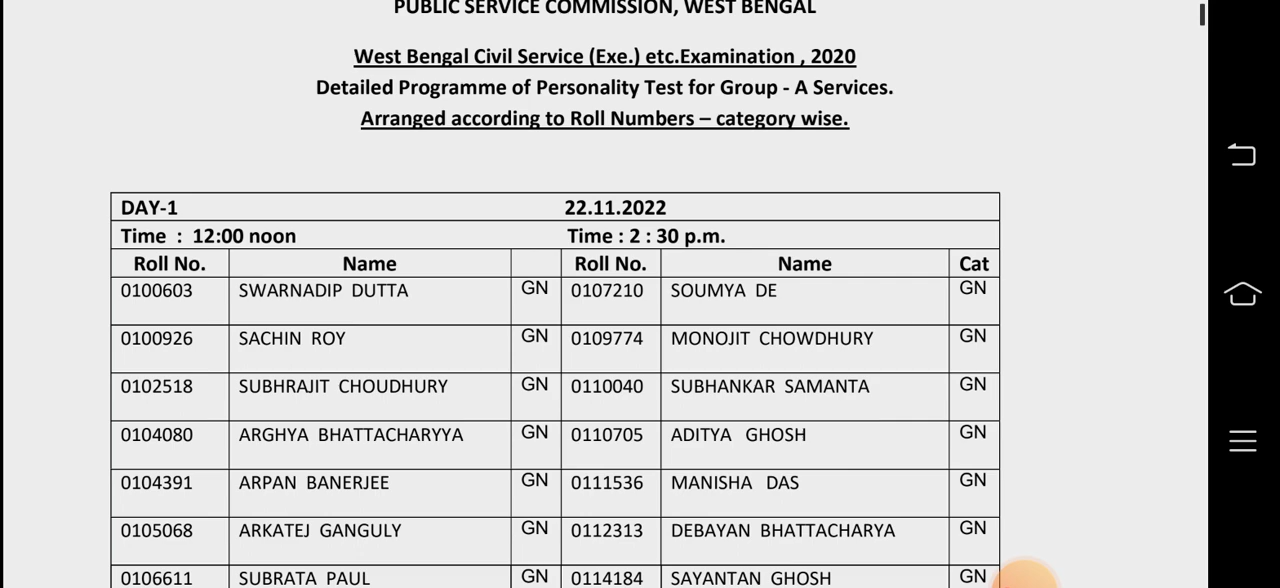 PUBLIC SERVICE COMMISSION, WEST BENGAL
West Bengal Civil Service (Exe.) etc.Examination , 2020
Detailed Programme of Personality Test for Group - A Services.
Arranged according to Roll Numbers – category wise.
DAY-1 22.11.2022
Time : 12:00 noon Time : 2 : 30 p.m.
Roll No. Name Roll No. Name Cat
0100603 SWARNADIP DUTTA GN 0107210 SOUMYA DE GN
0100926 SACHIN ROY GN 0109774 MONOJIT CHOWDHURY GN
0102518 SUBHRAJIT CHOUDHURY GN 0110040 SUBHANKAR SAMANTA GN
0104080 ARGHYA BHATTACHARYYA GN 0110705 ADITYA GHOSH GN
0104391 ARPAN BANERJEE GN 0111536 MANISHA DAS GN
0105068 ARKATEJ GANGULY GN 0112313 DEBAYAN BHATTACHARYA GN
0106611 SUBRATA PAUL GN 0114184 SAYANTAN GHOSH GN